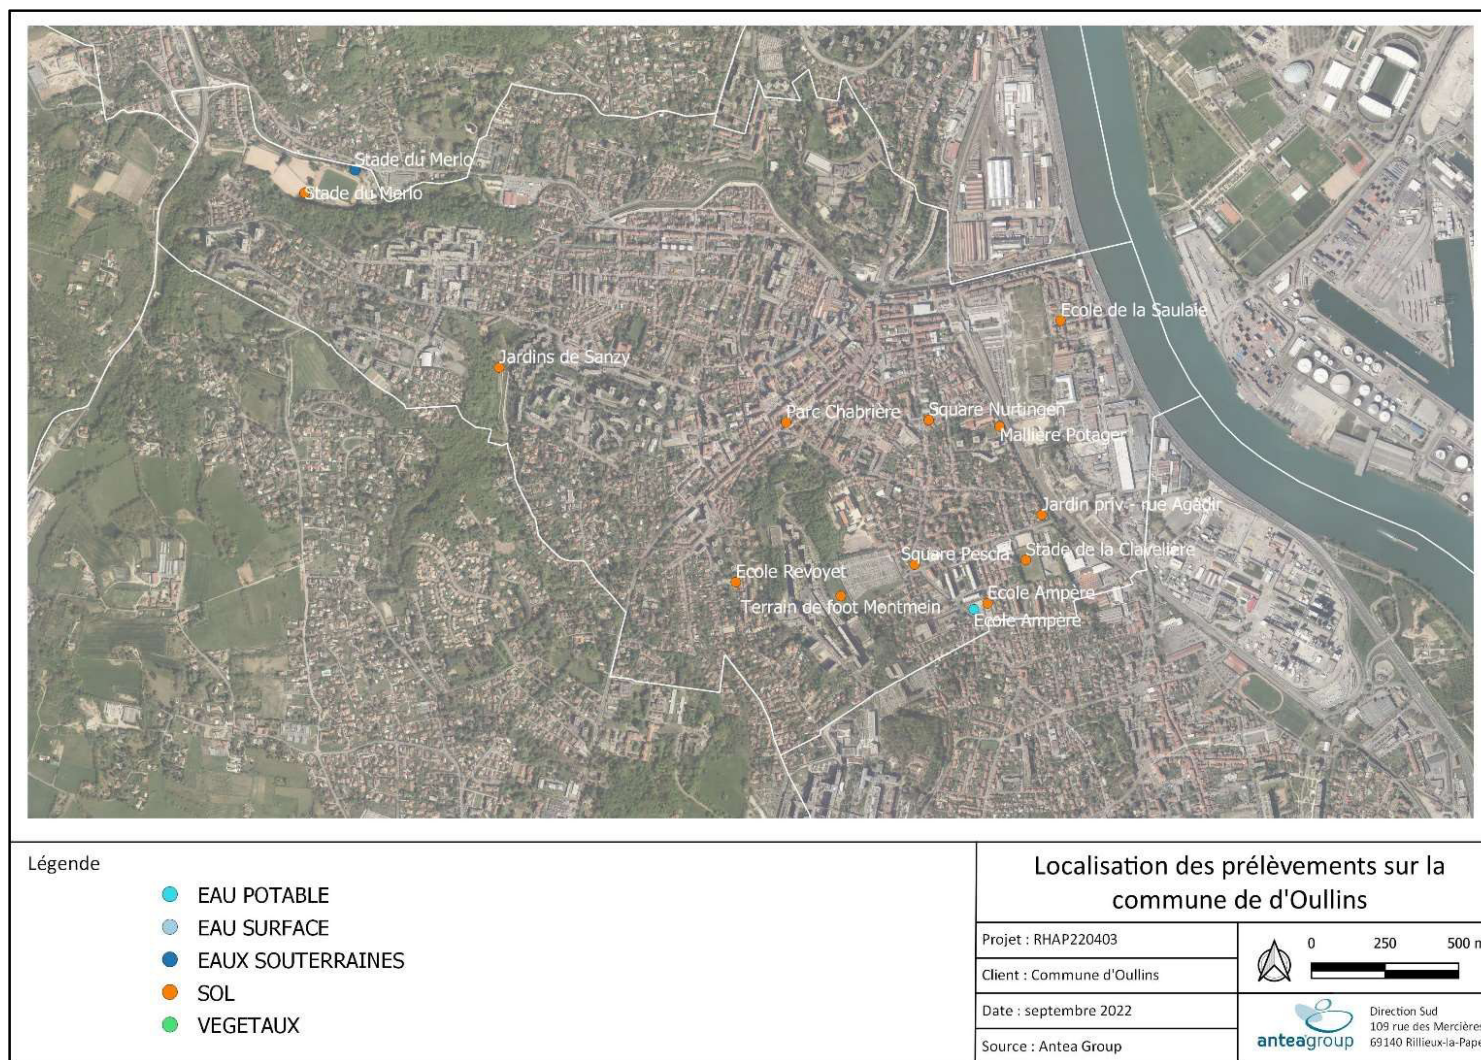 Stade du Merlo
Stade du Merlo
Ecole de la Saulaie
Jardins de Sanzy
Parc Chabrière
Square Nurtingen
Mallière Potager
Jardin priv - rue Agadir
Square Pescia
Stade de la Clavelière
Ecole Revoyet
Terrain de foot Montmein
Ecole Ampère
Ecole Ampère
Légende
EAU POTABLE
EAU SURFACE
EAUX SOUTERRAINES
SOL
VEGETAUX
Localisation des prélèvements sur la
commune de d'Oullins
Projet : RHAP220403
Client : Commune d'Oullins
Date : septembre 2022
Source : Antea Group
0 250 500 m
anteagroup
Direction Sud
109 rue des Mercières
69140 Rillieux-la-Pape